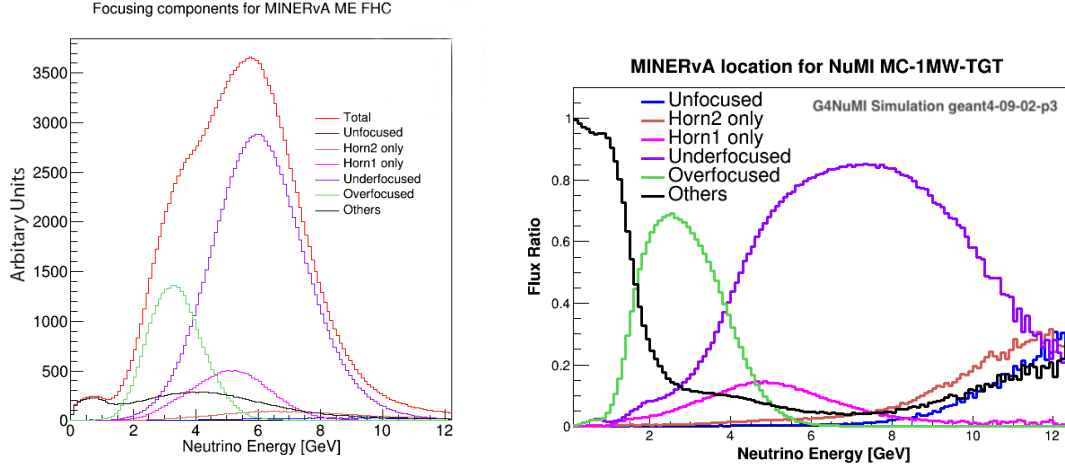 Focusing components for MINERvA ME FHC
Arbitary Units
3500
3000
2500
2000
1500
1000
500
0
Total
Unfocused
Horn2 only
Horn1 only
Underfocused
Overfocused
Others
0
2
4
6
8
10
12
Neutrino Energy [GeV]
MINERvA location for NuMI MC-1MW-TGT
G4NuMI Simulation geant4-09-02-p3
Unfocused
Horn2 only
Horn1 only
Underfocused
Overfocused
Others
Flux Ratio
1
0.8
0.6
0.4
0.2
0
2
4
6
8
10
12
Neutrino Energy [GeV]